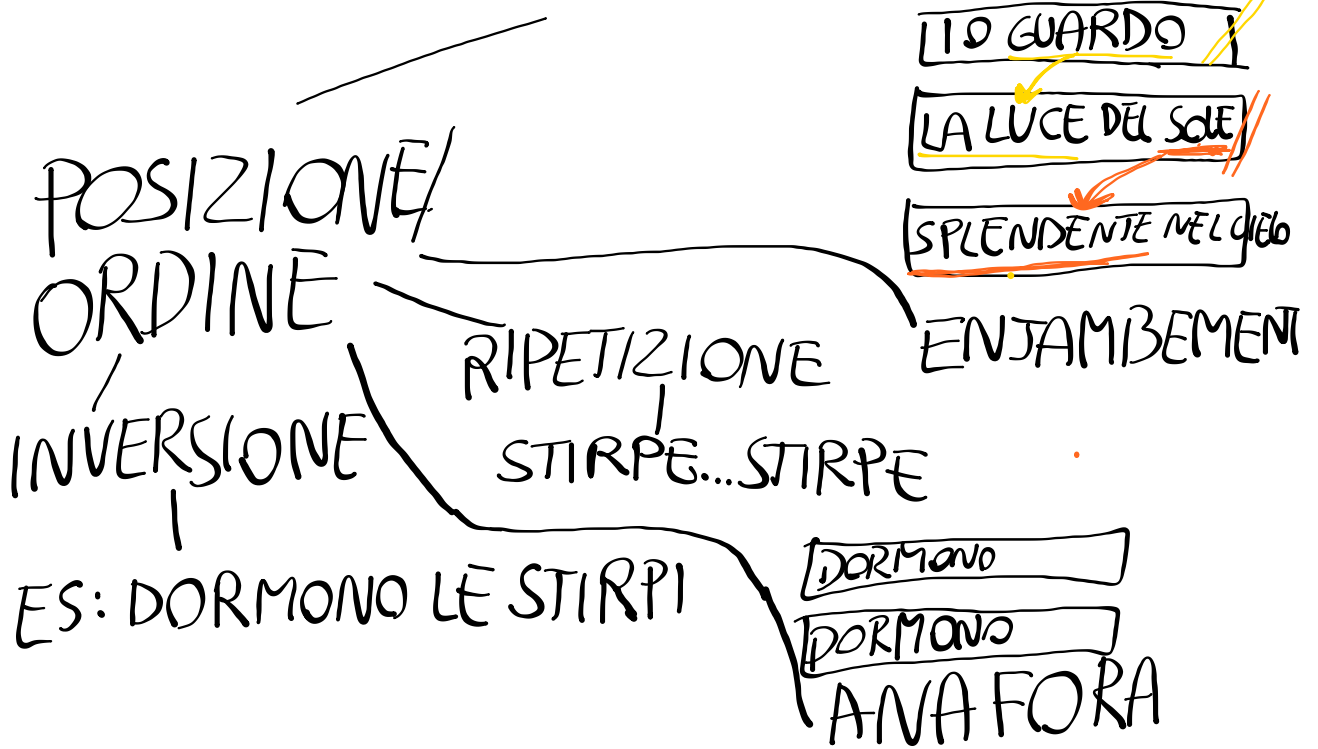 IO GUARDO
LA LUCE DEL SOLE
SPLENDENTE NEL CIELO
ENJAMBEMENT
POSIZIONE/
ORDINE
RIPETIZIONE
STIRPE...STIRPE
INVERSIONE
ES: DORMONO LE STIRPI
DORMONO
DORMONO
ANAFORA